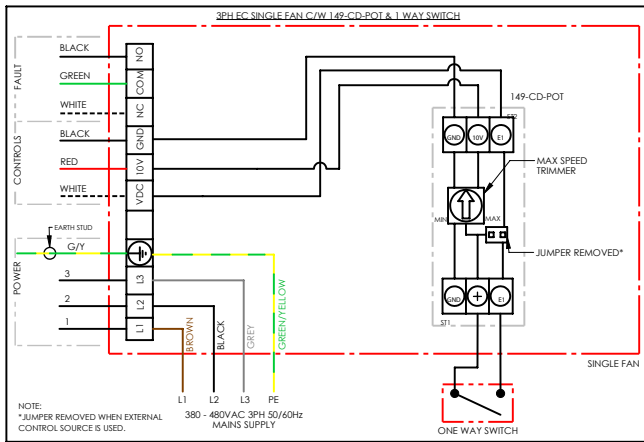 3PH EC SINGLE FAN C/W 149-CD-POT & 1 WAY SWITCH
FAULT
BLACK
NO
GREEN
COM
WHITE
NC
CONTROLS
BLACK
GND
RED
10V
WHITE
VDC
EARTH STUD
G/Y
POWER
3
L3
2
L2
1
L1
BROWN
BLACK
GREY
GREEN/YELLOW
L1 L2 L3 PE
380 - 480VAC 3PH 50/60Hz
MAINS SUPPLY
NOTE:
*JUMPER REMOVED WHEN EXTERNAL
CONTROL SOURCE IS USED.
149-CD-POT
ST2
GND 10V E1
MAX SPEED
TRIMMER
MIN
MAX
JUMPER REMOVED*
GND + E1
ST1
SINGLE FAN
ONE WAY SWITCH